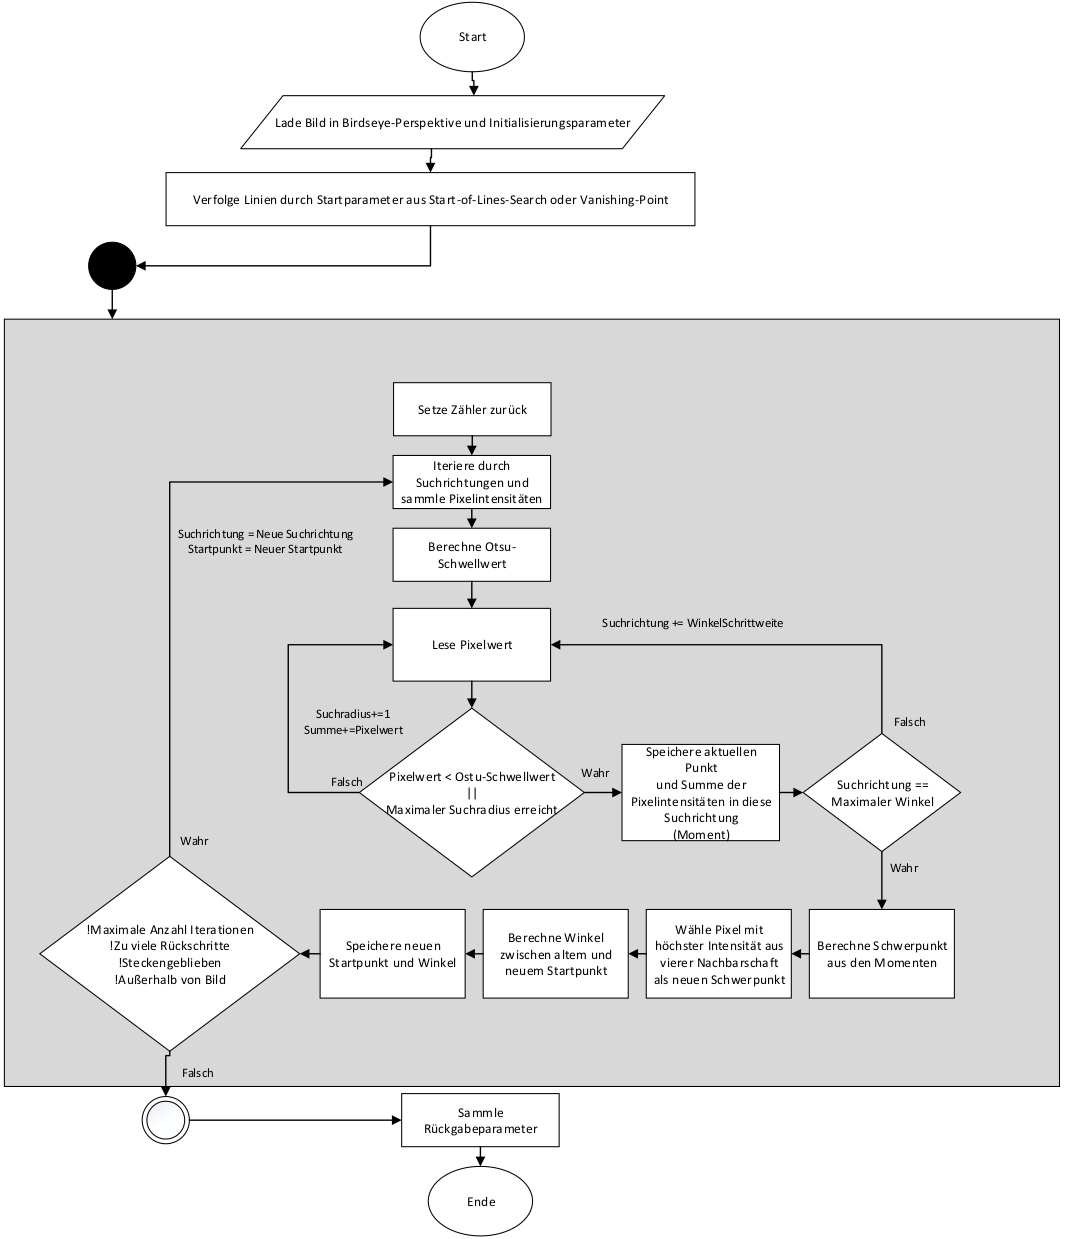 Start
Lade Bild in Birdseye-Perspektive und Initialisierungsparameter
Verfolge Linien durch Startparameter aus Start-of-Lines-Search oder Vanishing-Point
Setze Zähler zurück
Iteriere durch
Suchrichtungen und
sammle Pixelintensitäten
Suchrichtung = Neue Suchrichtung
Startpunkt = Neuer Startpunkt
Berechne Otsu-
Schwellwert
Lese Pixelwert
Suchrichtung += WinkelSchrittweite
Suchradius+=1
Summe+=Pixelwert
Falsch
Pixelwert < Ostu-Schwellwert
||
Maximaler Suchradius erreicht
Wahr
Speichere aktuellen
Punkt
und Summe der
Pixelintensitäten in diese
Suchrichtung
(Moment)
Falsch
Suchrichtung ==
Maximaler Winkel
Wahr
Wahr
!Maximale Anzahl Iterationen
!Zu viele Rückschritte
!Steckengeblieben
!Außerhalb von Bild
Speichere neuen
Startpunkt und Winkel
Berechne Winkel
zwischen altem und
neuem Startpunkt
Wähle Pixel mit
höchster Intensität aus
vierer Nachbarschaft
als neuen Schwerpunkt
Berechne Schwerpunkt
aus den Momenten
Falsch
Sammle
Rückgabeparameter
Ende